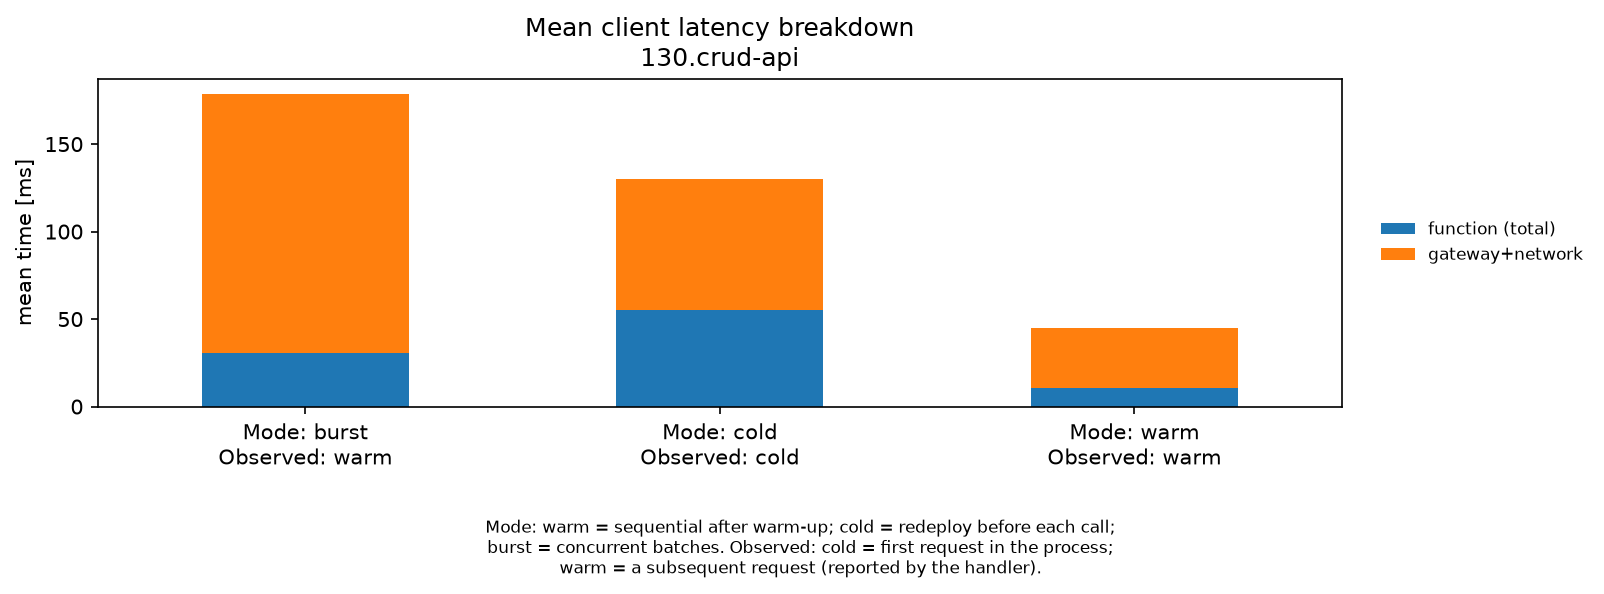 Mean client latency breakdown
130.crud-api
mean time [ms]
150
100
50
0
Mode: burst
Observed: warm
Mode: cold
Observed: cold
Mode: warm
Observed: warm
function (total)
gateway+network
Mode: warm = sequential after warm-up; cold = redeploy before each call;
burst = concurrent batches. Observed: cold = first request in the process;
warm = a subsequent request (reported by the handler).